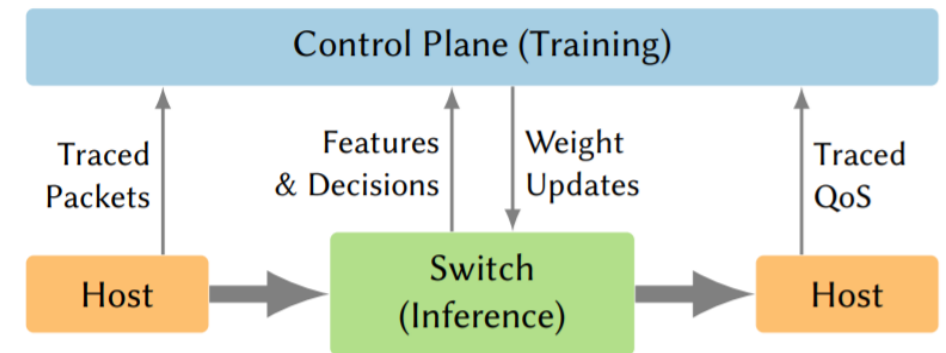 Control Plane (Training)
Traced
Packets
Features
& Decisions
Weight
Updates
Traced
QoS
Host
Switch
(Inference)
Host